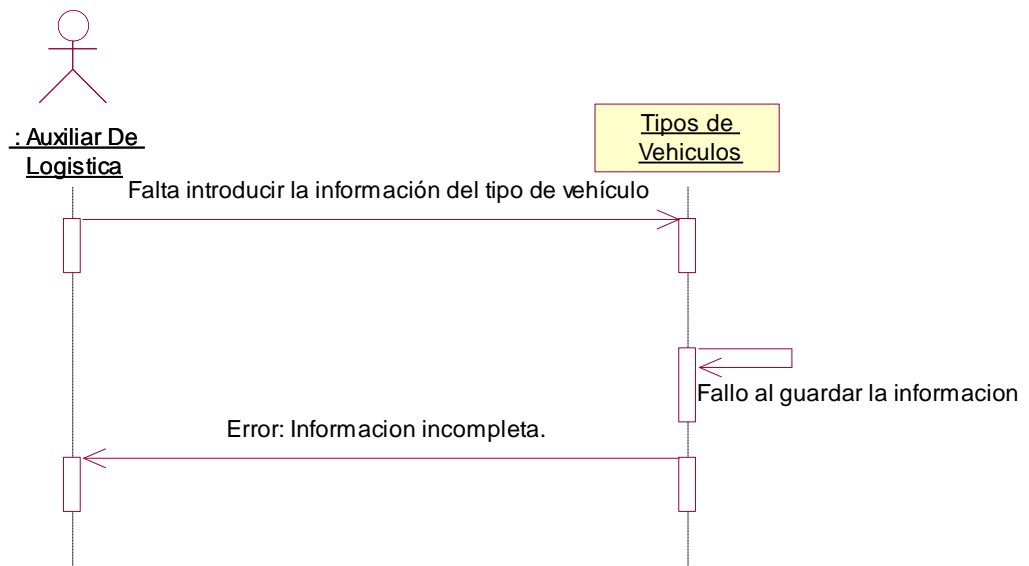 : Auxiliar De
Logistica
Tipos de
Vehiculos
Falta introducir la información del tipo de vehículo
Fallo al guardar la informacion
Error: Informacion incompleta.